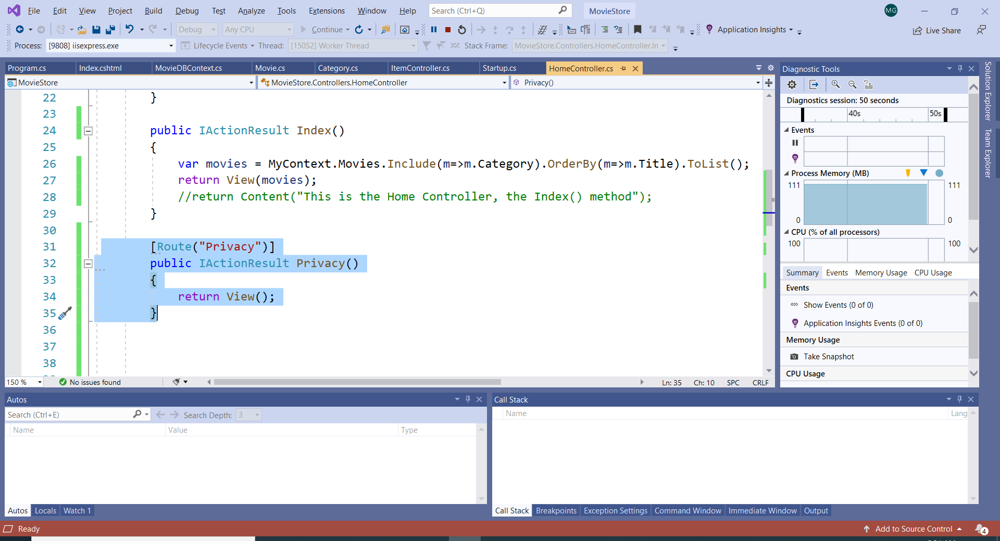 File Edit View Project Build Debug Test Analyze Tools Extensions Window Help Search (Ctrl+Q) MovieStore MG
Debug Any CPU Continue Application Insights Live Share
Process: [9808] iisexpress.exe Lifecycle Events Thread: [15052] Worker Thread Stack Frame: MovieStore.Controllers.HomeController.In
Program.cs Index.cshtml MovieDBContext.cs Movie.cs Category.cs ItemController.cs Startup.cs HomeController.cs
MovieStore MovieStore.Controllers.HomeController Privacy()
22 }
23
24 public IActionResult Index()
25 {
26 var movies = MyContext.Movies.Include(m=>m.Category).OrderBy(m=>m.Title).ToList();
27 return View(movies);
28 //return Content("This is the Home Controller, the Index() method");
29 }
30
31 [Route("Privacy")]
32 public IActionResult Privacy()
33 {
34 return View();
35 }
36
37
38
150 % No issues found Ln: 35 Ch: 10 SPC CRLF
Diagnostic Tools
Diagnostics session: 50 seconds
40s 50s
Events
Process Memory (MB)
111 111
0 0
CPU (% of all processors)
100 100
Summary Events Memory Usage CPU Usage
Events
Show Events (0 of 0)
Application Insights Events (0 of 0)
Memory Usage
Take Snapshot
CPU Usage
Solution Explorer
Team Explorer
Autos
Search (Ctrl+E) Search Depth: 3
Name Value Type
Autos Locals Watch 1
Call Stack
Name Lang
Call Stack Breakpoints Exception Settings Command Window Immediate Window Output
Ready Add to Source Control 4